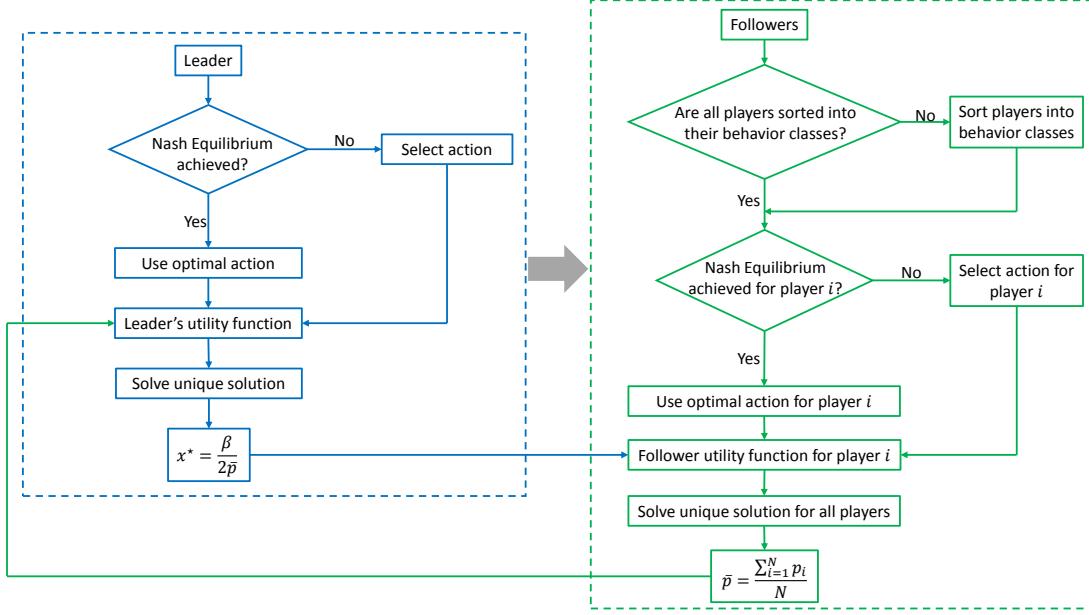 Leader
Nash Equilibrium
achieved?
No
Select action
Yes
Use optimal action
Leader's utility function
Solve unique solution
x⋆ = β / 2p̄
Followers
Are all players sorted into
their behavior classes?
No
Sort players into
behavior classes
Yes
Nash Equilibrium
achieved for player i?
No
Select action for
player i
Yes
Use optimal action for player i
Follower utility function for player i
Solve unique solution for all players
p̄ = ∑ᵢ₌₁ᴺ pᵢ / N